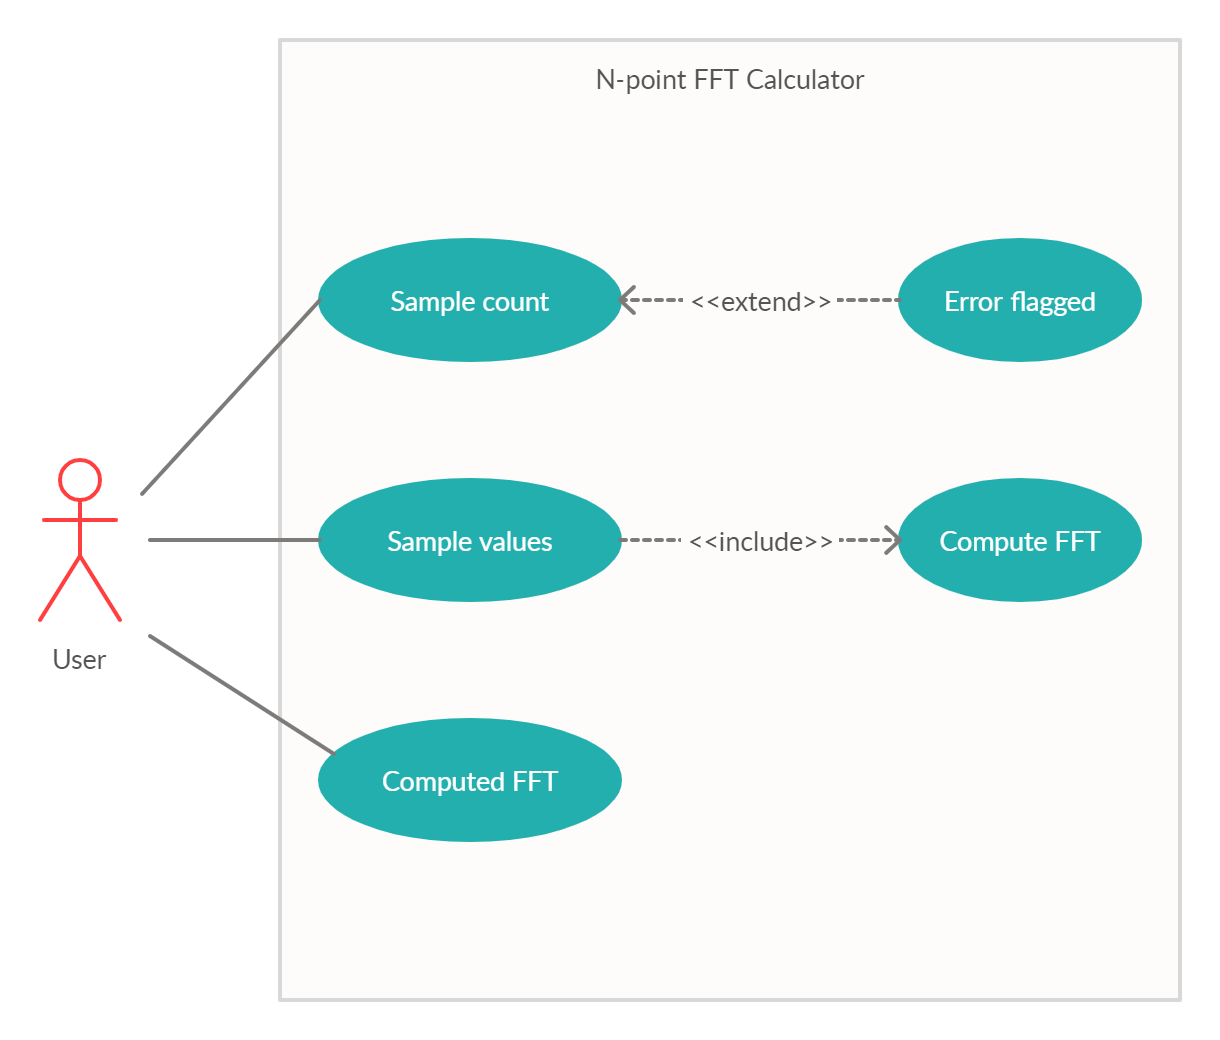 N-point FFT Calculator
Sample count
<<extend>>
Error flagged
Sample values
<<include>>
Compute FFT
User
Computed FFT